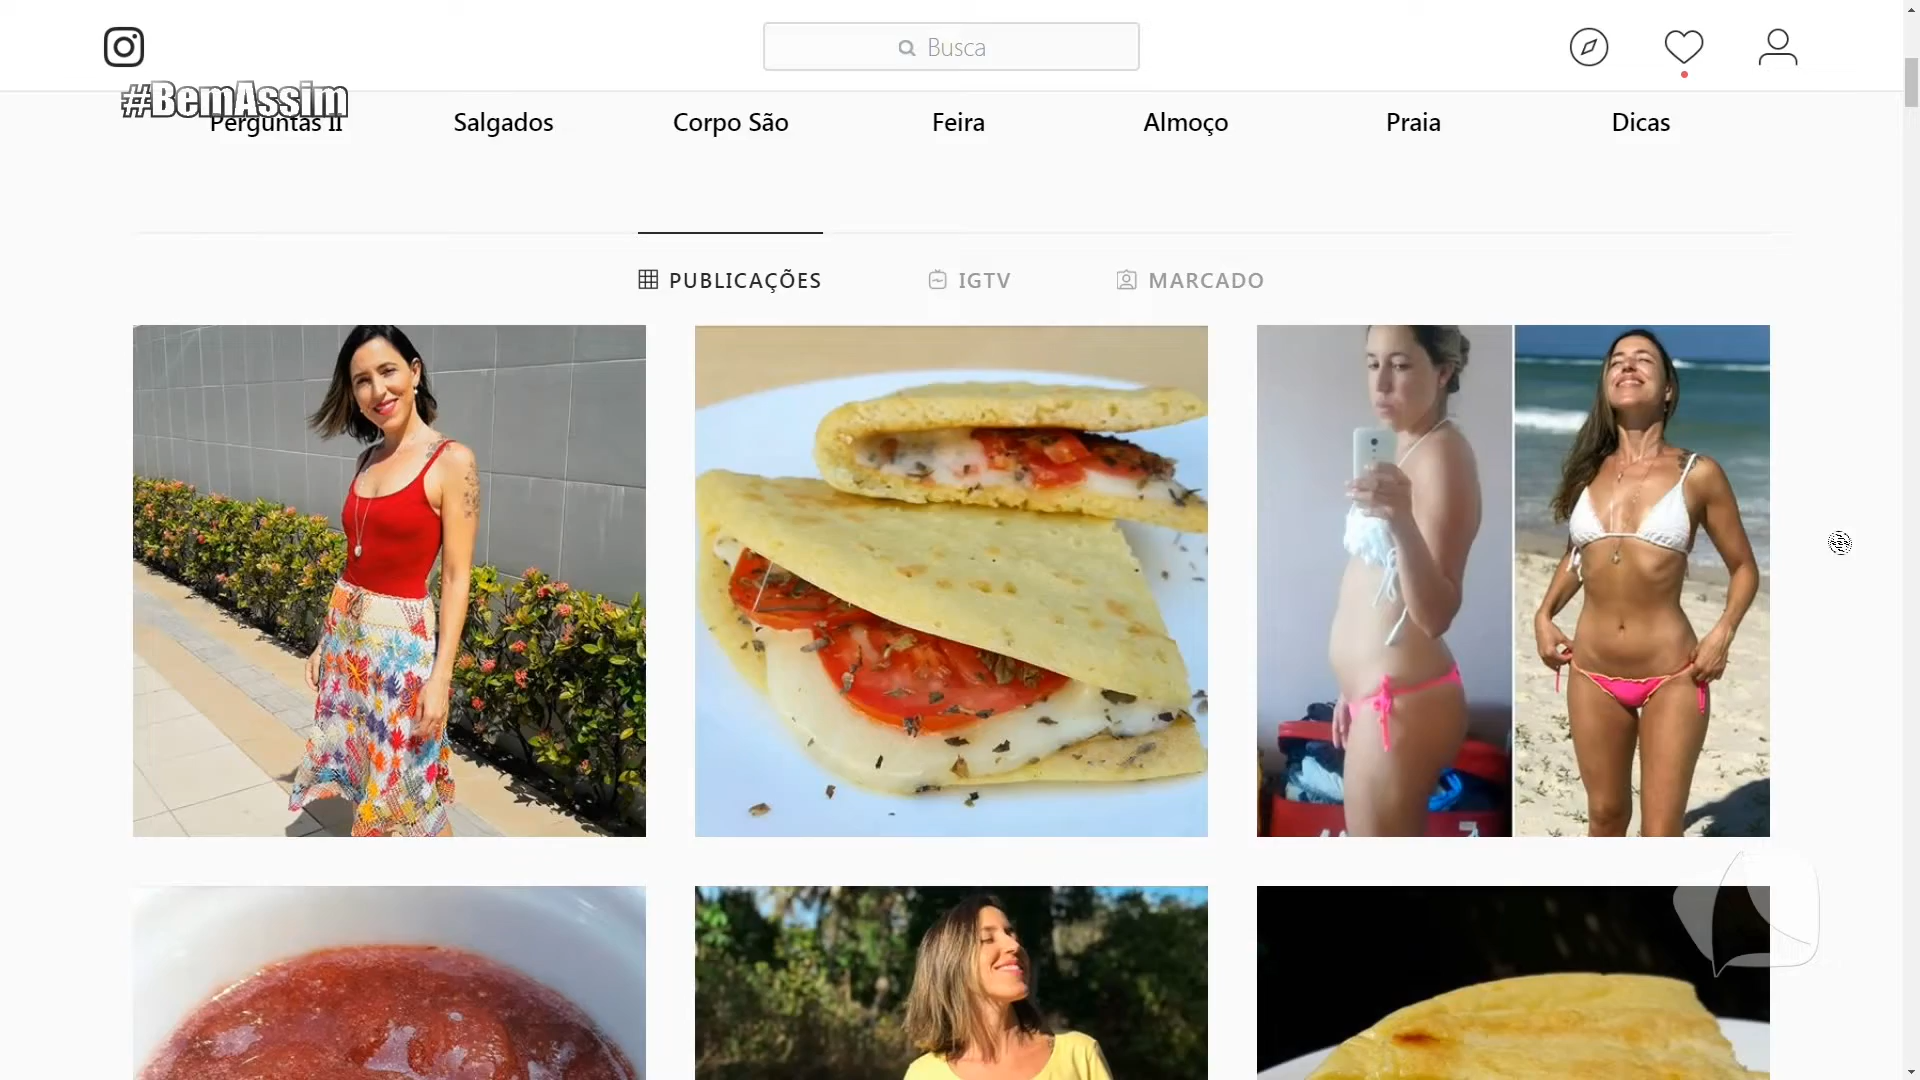 Busca
#BemAssim
Perguntas II
Salgados
Corpo São
Feira
Almoço
Praia
Dicas
PUBLICAÇÕES
IGTV
MARCADO